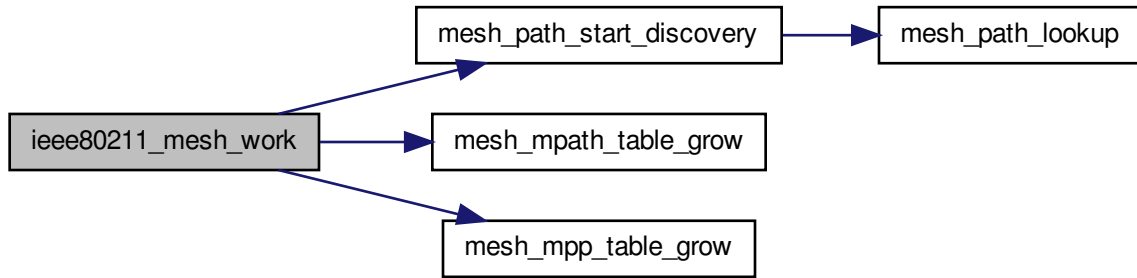 mesh_path_start_discovery
mesh_path_lookup
ieee80211_mesh_work
mesh_mpath_table_grow
mesh_mpp_table_grow